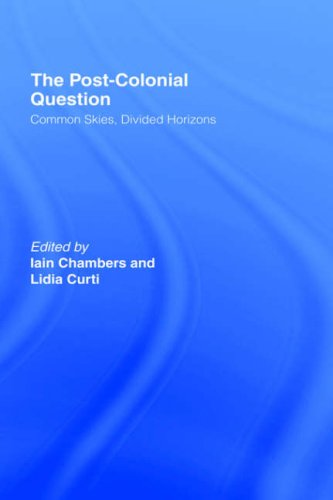 The Post-Colonial
Question
Common Skies, Divided Horizons
Edited by
Iain Chambers and
Lidia Curti